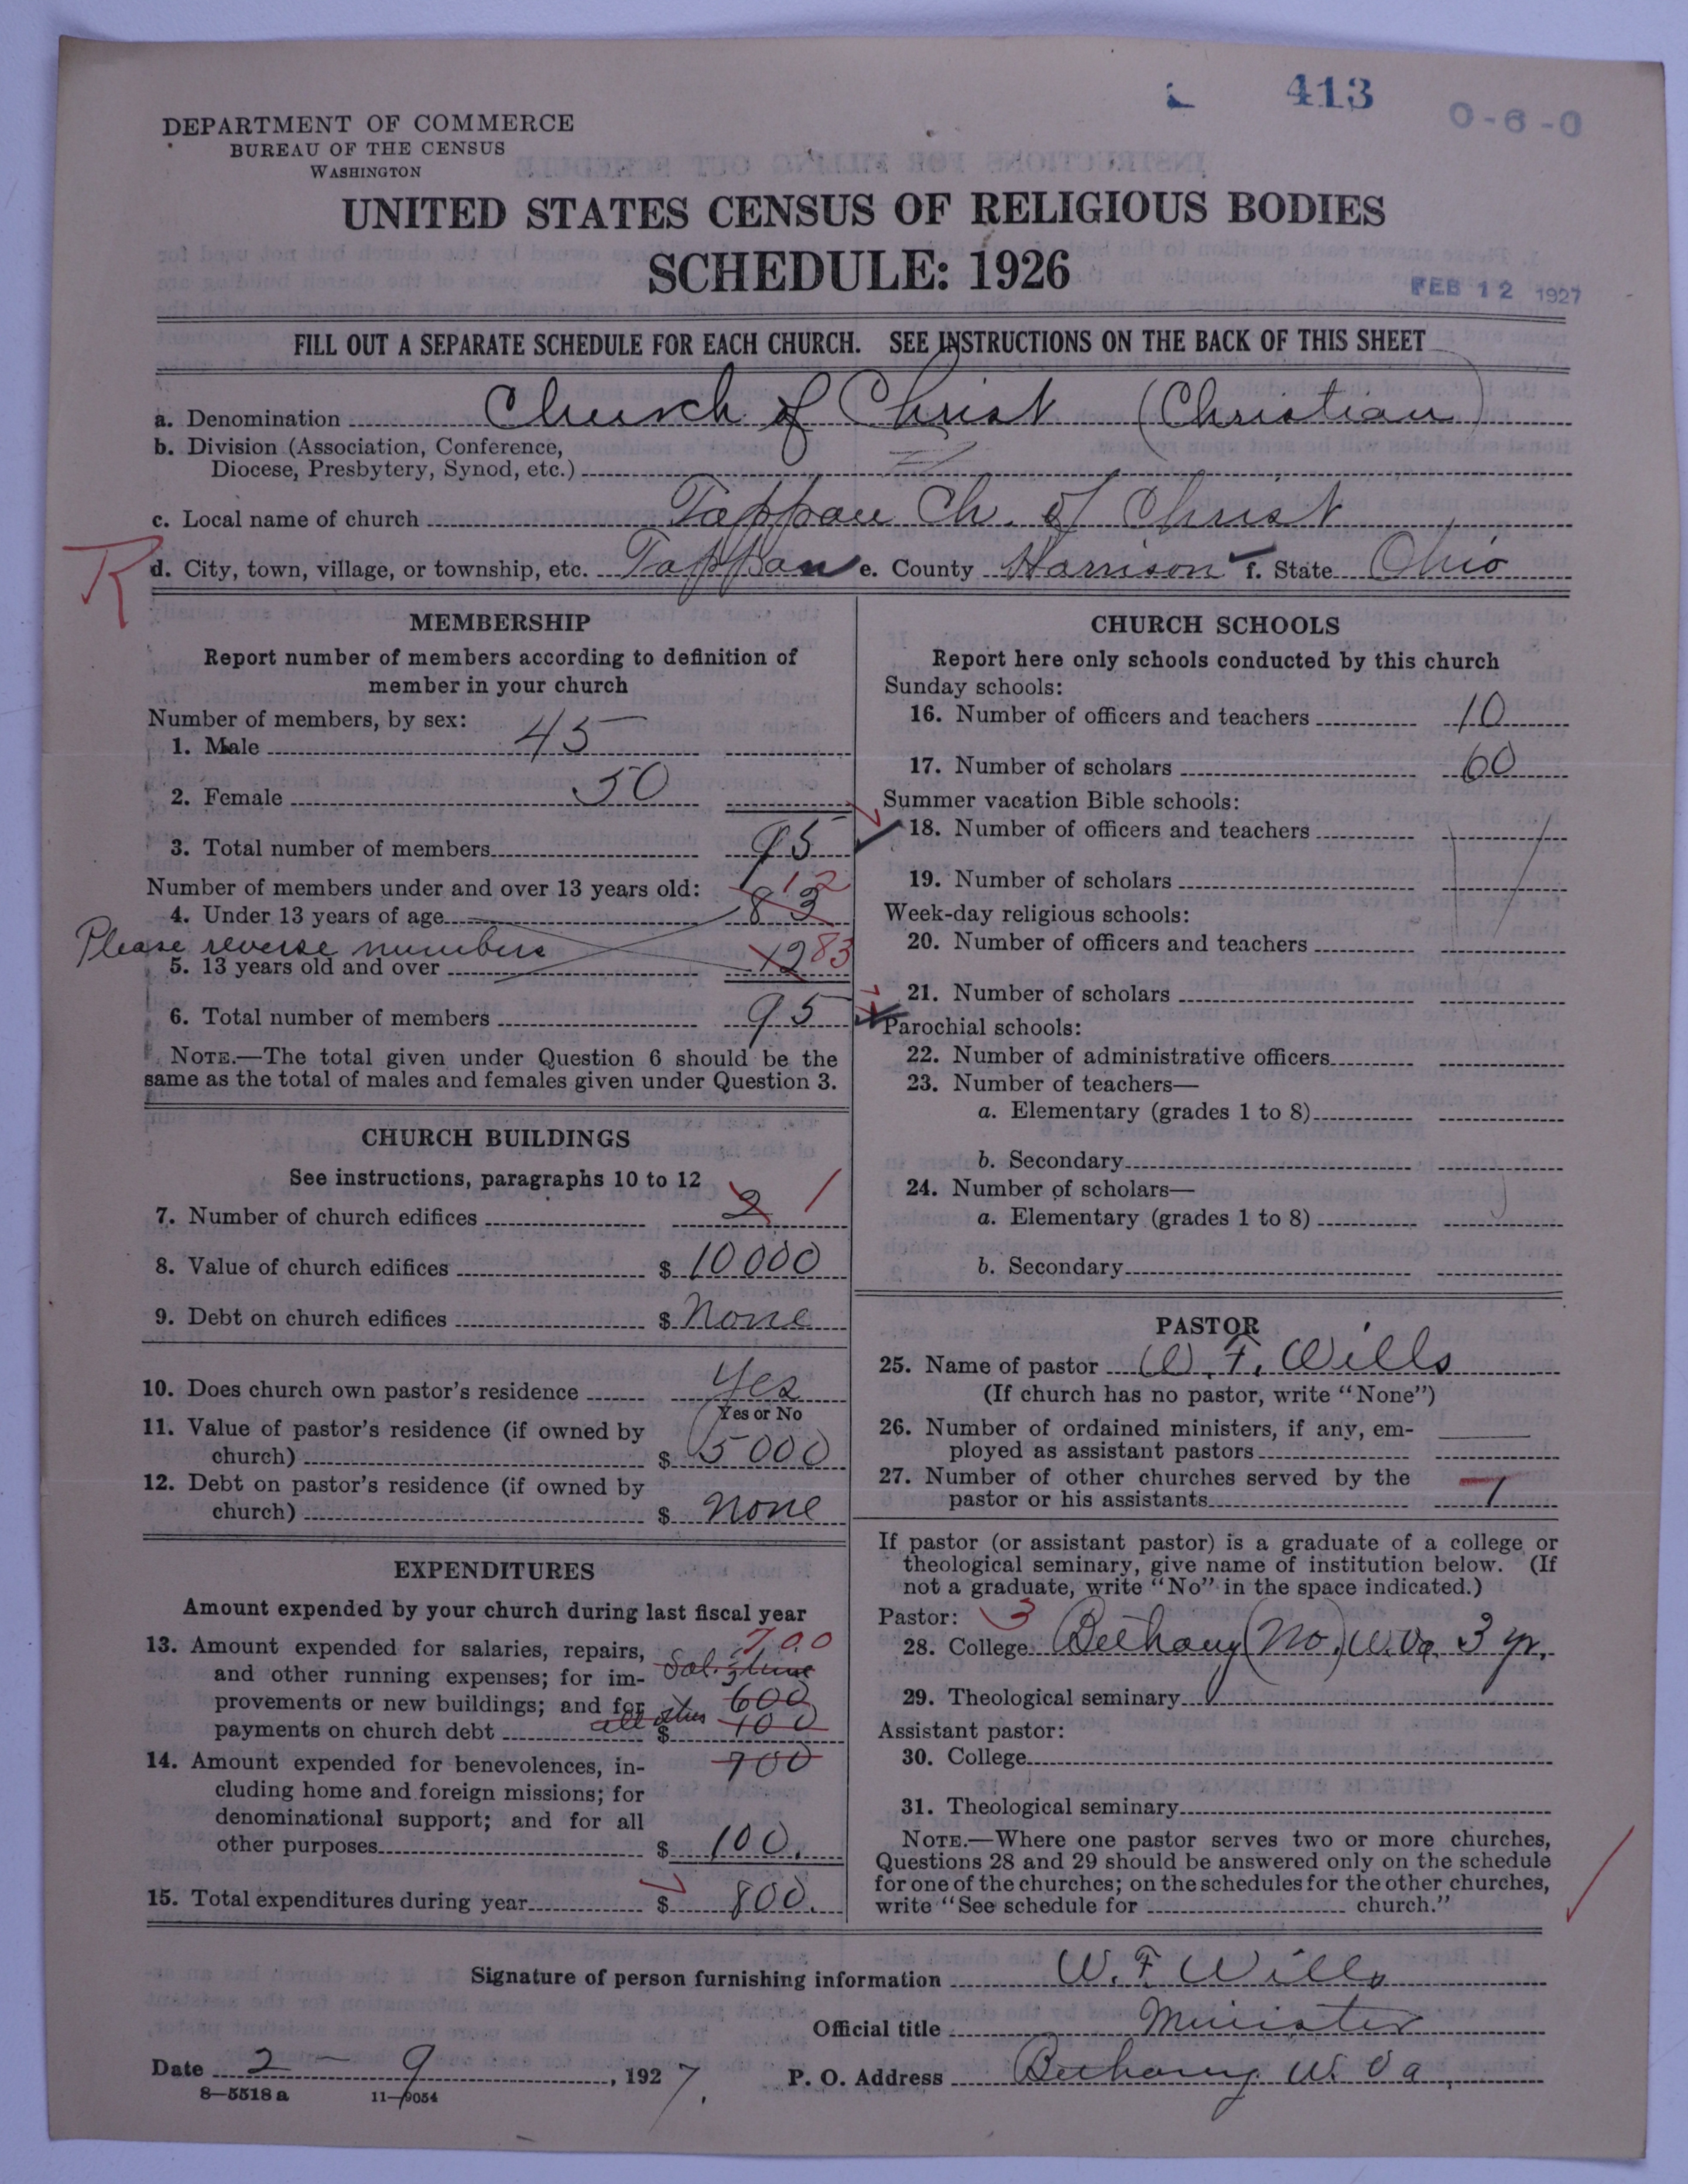 413
0-6-0
DEPARTMENT OF COMMERCE
BUREAU OF THE CENSUS
WASHINGTON
UNITED STATES CENSUS OF RELIGIOUS BODIES
SCHEDULE: 1926
FEB 12 1927
FILL OUT A SEPARATE SCHEDULE FOR EACH CHURCH. SEE INSTRUCTIONS ON THE BACK OF THIS SHEET
a. Denomination Church of Christ (Christian)
b. Division (Association, Conference,
Diocese, Presbytery, Synod, etc.)
c. Local name of church Tappan Ch. of Christ
R
d. City, town, village, or township, etc. Tappan e. County Harrison f. State Ohio
MEMBERSHIP
Report number of members according to definition of
member in your church
Number of members, by sex:
1. Male 45
2. Female 50
3. Total number of members 95
Number of members under and over 13 years old:
4. Under 13 years of age 83 12
Please reverse numbers
5. 13 years old and over 12 83
6. Total number of members 95
NOTE.—The total given under Question 6 should be the
same as the total of males and females given under Question 3.
CHURCH BUILDINGS
See instructions, paragraphs 10 to 12
7. Number of church edifices 2 1
8. Value of church edifices $ 10000
9. Debt on church edifices $ None
10. Does church own pastor's residence Yes
Yes or No
11. Value of pastor's residence (if owned by
church) $ 5000
12. Debt on pastor's residence (if owned by
church) $ none
EXPENDITURES
Amount expended by your church during last fiscal year
13. Amount expended for salaries, repairs, 700
and other running expenses; for im- Sal.
provements or new buildings; and for 600
payments on church debt all other $ 100
14. Amount expended for benevolences, in- 700
cluding home and foreign missions; for
denominational support; and for all
other purposes $ 100.
15. Total expenditures during year $ 800.
CHURCH SCHOOLS
Report here only schools conducted by this church
Sunday schools:
16. Number of officers and teachers 10
17. Number of scholars 60
Summer vacation Bible schools:
18. Number of officers and teachers
19. Number of scholars
Week-day religious schools:
20. Number of officers and teachers
21. Number of scholars
Parochial schools:
22. Number of administrative officers
23. Number of teachers—
a. Elementary (grades 1 to 8)
b. Secondary
24. Number of scholars—
a. Elementary (grades 1 to 8)
b. Secondary
PASTOR
25. Name of pastor W. F. Wills
(If church has no pastor, write "None")
26. Number of ordained ministers, if any, em-
ployed as assistant pastors
27. Number of other churches served by the
pastor or his assistants 1
If pastor (or assistant pastor) is a graduate of a college or
theological seminary, give name of institution below. (If
not a graduate, write "No" in the space indicated.)
Pastor: 3
28. College Bethany (No) W. Va. 3 yr.
29. Theological seminary
Assistant pastor:
30. College
31. Theological seminary
NOTE.—Where one pastor serves two or more churches,
Questions 28 and 29 should be answered only on the schedule
for one of the churches; on the schedules for the other churches,
write "See schedule for church."
Signature of person furnishing information W. F. Wills
Official title Minister
Date 2 - 9, 1927. P. O. Address Bethany W. Va.
8-5518 a 11-9054